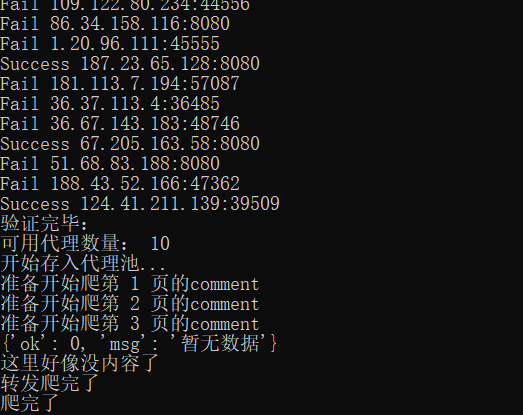 Fail 109.122.80.234:44556
Fail 86.34.158.116:8080
Fail 1.20.96.111:45555
Success 187.23.65.128:8080
Fail 181.113.7.194:57087
Fail 36.37.113.4:36485
Fail 36.67.143.183:48746
Success 67.205.163.58:8080
Fail 51.68.83.188:8080
Fail 188.43.52.166:47362
Success 124.41.211.139:39509
验证完毕:
可用代理数量: 10
开始存入代理池...
准备开始爬第 1 页的comment
准备开始爬第 2 页的comment
准备开始爬第 3 页的comment
{'ok': 0, 'msg': '暂无数据'}
这里好像没内容了
转发爬完了
爬完了